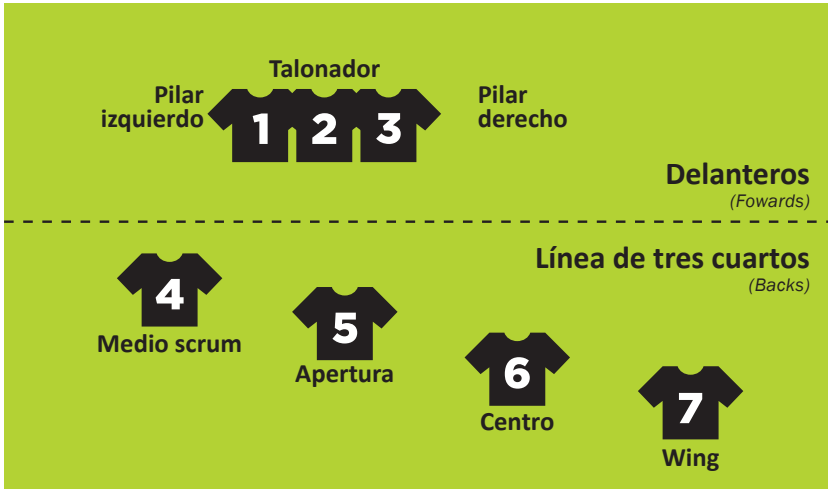 Talonador
Pilar
izquierdo
1 2 3
Pilar
derecho
Delanteros
(Fowards)
Línea de tres cuartos
(Backs)
4
Medio scrum
5
Apertura
6
Centro
7
Wing